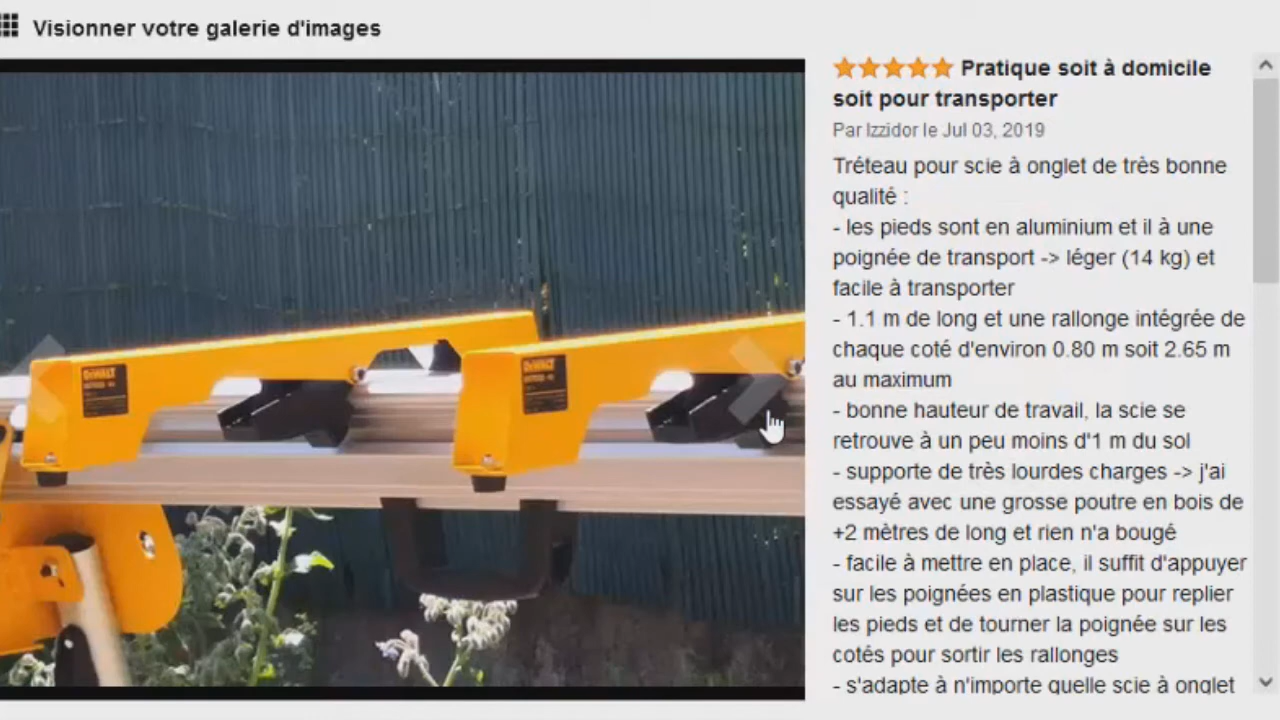 Visionner votre galerie d'images
Pratique soit à domicile
soit pour transporter
Par Izzidor le Jul 03, 2019
Tréteau pour scie à onglet de très bonne
qualité :
- les pieds sont en aluminium et il à une
poignée de transport -> léger (14 kg) et
facile à transporter
- 1.1 m de long et une rallonge intégrée de
chaque coté d'environ 0.80 m soit 2.65 m
au maximum
- bonne hauteur de travail, la scie se
retrouve à un peu moins d'1 m du sol
- supporte de très lourdes charges -> j'ai
essayé avec une grosse poutre en bois de
+2 mètres de long et rien n'a bougé
- facile à mettre en place, il suffit d'appuyer
sur les poignées en plastique pour replier
les pieds et de tourner la poignée sur les
cotés pour sortir les rallonges
- s'adapte à n'importe quelle scie à onglet
DEWALT
DEWALT